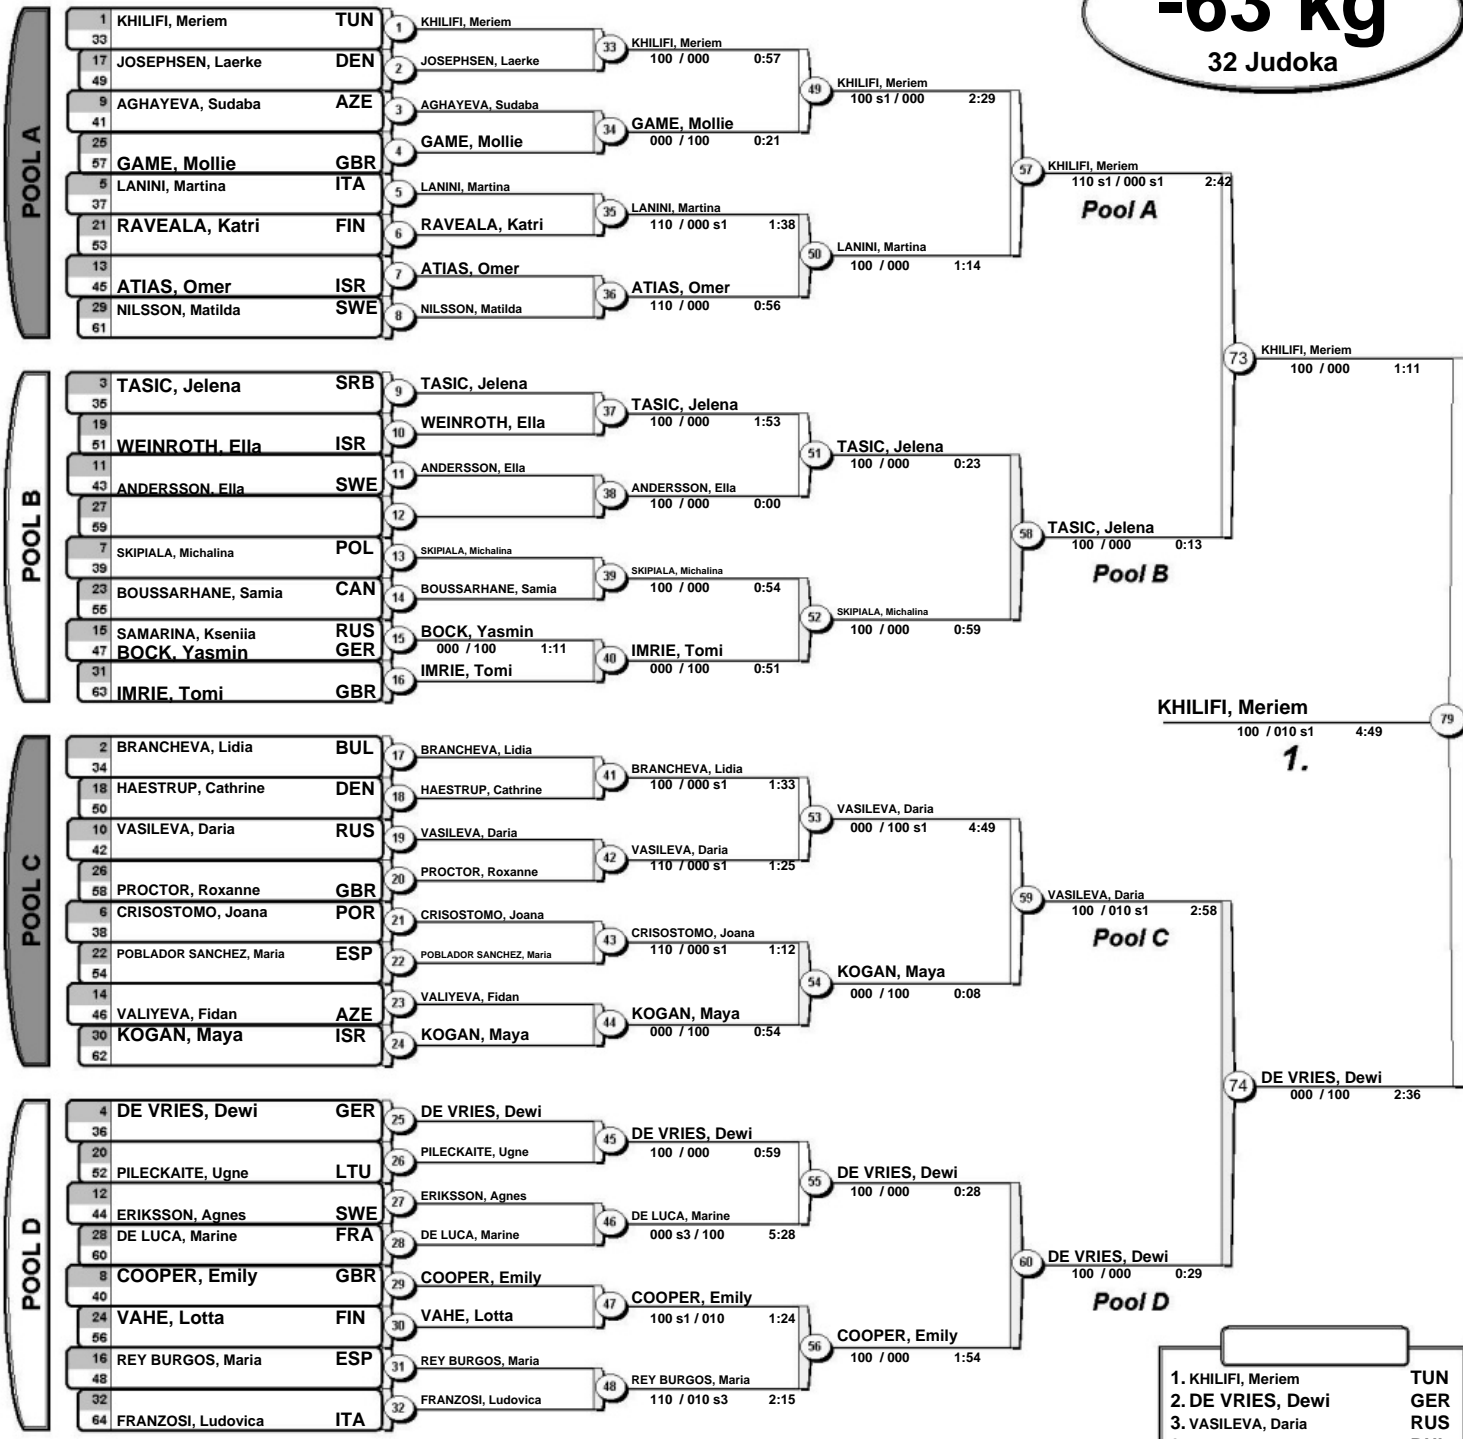 -63 kg
32 Judoka
POOL A
1 KHILIFI, Meriem TUN
33
17 JOSEPHSEN, Laerke DEN
49
9 AGHAYEVA, Sudaba AZE
41
25
57 GAME, Mollie GBR
5 LANINI, Martina ITA
37
21 RAVEALA, Katri FIN
53
13
45 ATIAS, Omer ISR
29 NILSSON, Matilda SWE
61
1 KHILIFI, Meriem
2 JOSEPHSEN, Laerke
3 AGHAYEVA, Sudaba
4 GAME, Mollie
5 LANINI, Martina
6 RAVEALA, Katri
7 ATIAS, Omer
8 NILSSON, Matilda
33 KHILIFI, Meriem
100 / 000 0:57
34 GAME, Mollie
000 / 100 0:21
35 LANINI, Martina
110 / 000 s1 1:38
36 ATIAS, Omer
110 / 000 0:56
49 KHILIFI, Meriem
100 s1 / 000 2:29
50 LANINI, Martina
100 / 000 1:14
57 KHILIFI, Meriem
110 s1 / 000 s1 2:42
Pool A
POOL B
3 TASIC, Jelena SRB
35
19
51 WEINROTH, Ella ISR
11
43 ANDERSSON, Ella SWE
27
59
7 SKIPIALA, Michalina POL
39
23 BOUSSARHANE, Samia CAN
55
15 SAMARINA, Kseniia RUS
47 BOCK, Yasmin GER
31
63 IMRIE, Tomi GBR
9 TASIC, Jelena
10 WEINROTH, Ella
11 ANDERSSON, Ella
12
13 SKIPIALA, Michalina
14 BOUSSARHANE, Samia
15 BOCK, Yasmin
000 / 100 1:11
16 IMRIE, Tomi
37 TASIC, Jelena
100 / 000 1:53
38 ANDERSSON, Ella
100 / 000 0:00
39 SKIPIALA, Michalina
100 / 000 0:54
40 IMRIE, Tomi
000 / 100 0:51
51 TASIC, Jelena
100 / 000 0:23
52 SKIPIALA, Michalina
100 / 000 0:59
58 TASIC, Jelena
100 / 000 0:13
Pool B
73 KHILIFI, Meriem
100 / 000 1:11
KHILIFI, Meriem 79
100 / 010 s1 4:49
1.
POOL C
2 BRANCHEVA, Lidia BUL
34
18 HAESTRUP, Cathrine DEN
50
10 VASILEVA, Daria RUS
42
26
58 PROCTOR, Roxanne GBR
6 CRISOSTOMO, Joana POR
38
22 POBLADOR SANCHEZ, Maria ESP
54
14
46 VALIYEVA, Fidan AZE
30 KOGAN, Maya ISR
62
17 BRANCHEVA, Lidia
18 HAESTRUP, Cathrine
19 VASILEVA, Daria
20 PROCTOR, Roxanne
21 CRISOSTOMO, Joana
22 POBLADOR SANCHEZ, Maria
23 VALIYEVA, Fidan
24 KOGAN, Maya
41 BRANCHEVA, Lidia
100 / 000 s1 1:33
42 VASILEVA, Daria
110 / 000 s1 1:25
43 CRISOSTOMO, Joana
110 / 000 s1 1:12
44 KOGAN, Maya
000 / 100 0:54
53 VASILEVA, Daria
000 / 100 s1 4:49
54 KOGAN, Maya
000 / 100 0:08
59 VASILEVA, Daria
100 / 010 s1 2:58
Pool C
POOL D
4 DE VRIES, Dewi GER
36
20
52 PILECKAITE, Ugne LTU
12
44 ERIKSSON, Agnes SWE
28 DE LUCA, Marine FRA
60
8 COOPER, Emily GBR
40
24 VAHE, Lotta FIN
56
16 REY BURGOS, Maria ESP
48
32
64 FRANZOSI, Ludovica ITA
25 DE VRIES, Dewi
26 PILECKAITE, Ugne
27 ERIKSSON, Agnes
28 DE LUCA, Marine
29 COOPER, Emily
30 VAHE, Lotta
31 REY BURGOS, Maria
32 FRANZOSI, Ludovica
45 DE VRIES, Dewi
100 / 000 0:59
46 DE LUCA, Marine
000 s3 / 100 5:28
47 COOPER, Emily
100 s1 / 010 1:24
48 REY BURGOS, Maria
110 / 010 s3 2:15
55 DE VRIES, Dewi
100 / 000 0:28
56 COOPER, Emily
100 / 000 1:54
60 DE VRIES, Dewi
100 / 000 0:29
Pool D
74 DE VRIES, Dewi
000 / 100 2:36
1. KHILIFI, Meriem TUN
2. DE VRIES, Dewi GER
3. VASILEVA, Daria RUS